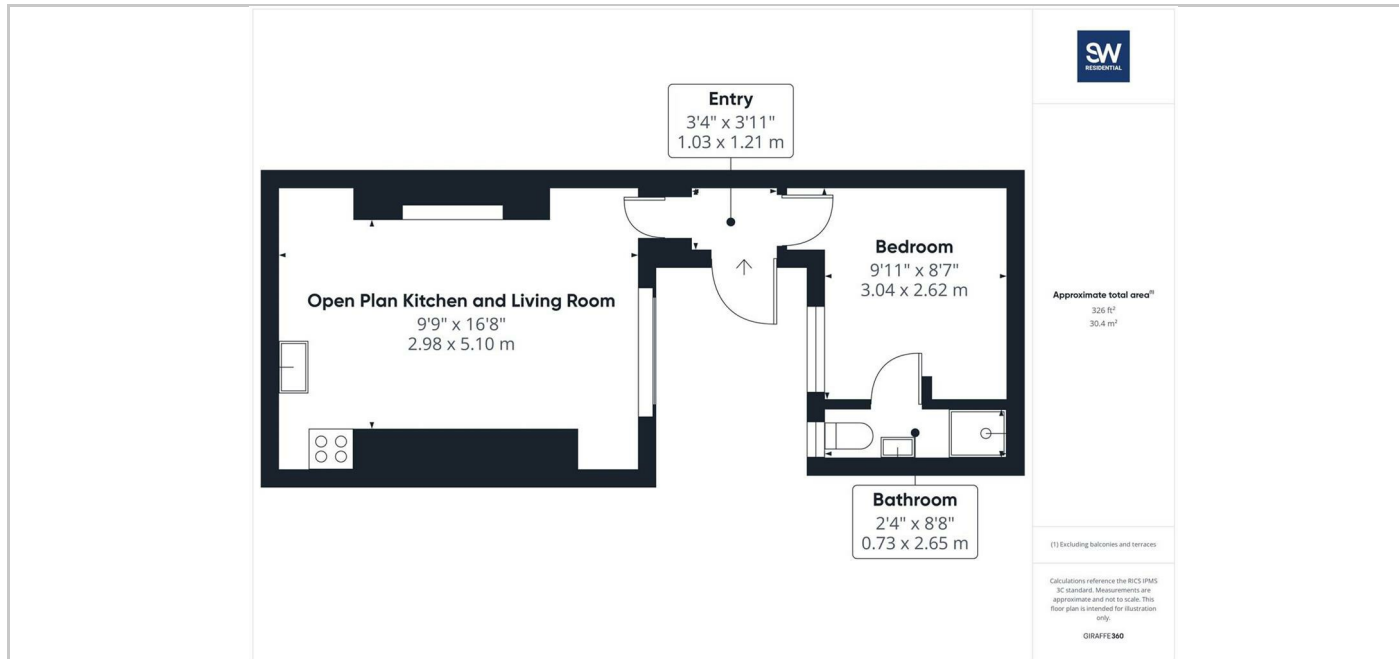 SW
RESIDENTIAL
Entry
3'4" x 3'11"
1.03 x 1.21 m
Open Plan Kitchen and Living Room
9'9" x 16'8"
2.98 x 5.10 m
Bedroom
9'11" x 8'7"
3.04 x 2.62 m
Bathroom
2'4" x 8'8"
0.73 x 2.65 m
Approximate total area(1)
326 ft²
30.4 m²
(1) Excluding balconies and terraces
Calculations reference the RICS IPMS
3C standard. Measurements are
approximate and not to scale. This
floor plan is intended for illustration
only.
GIRAFFE360